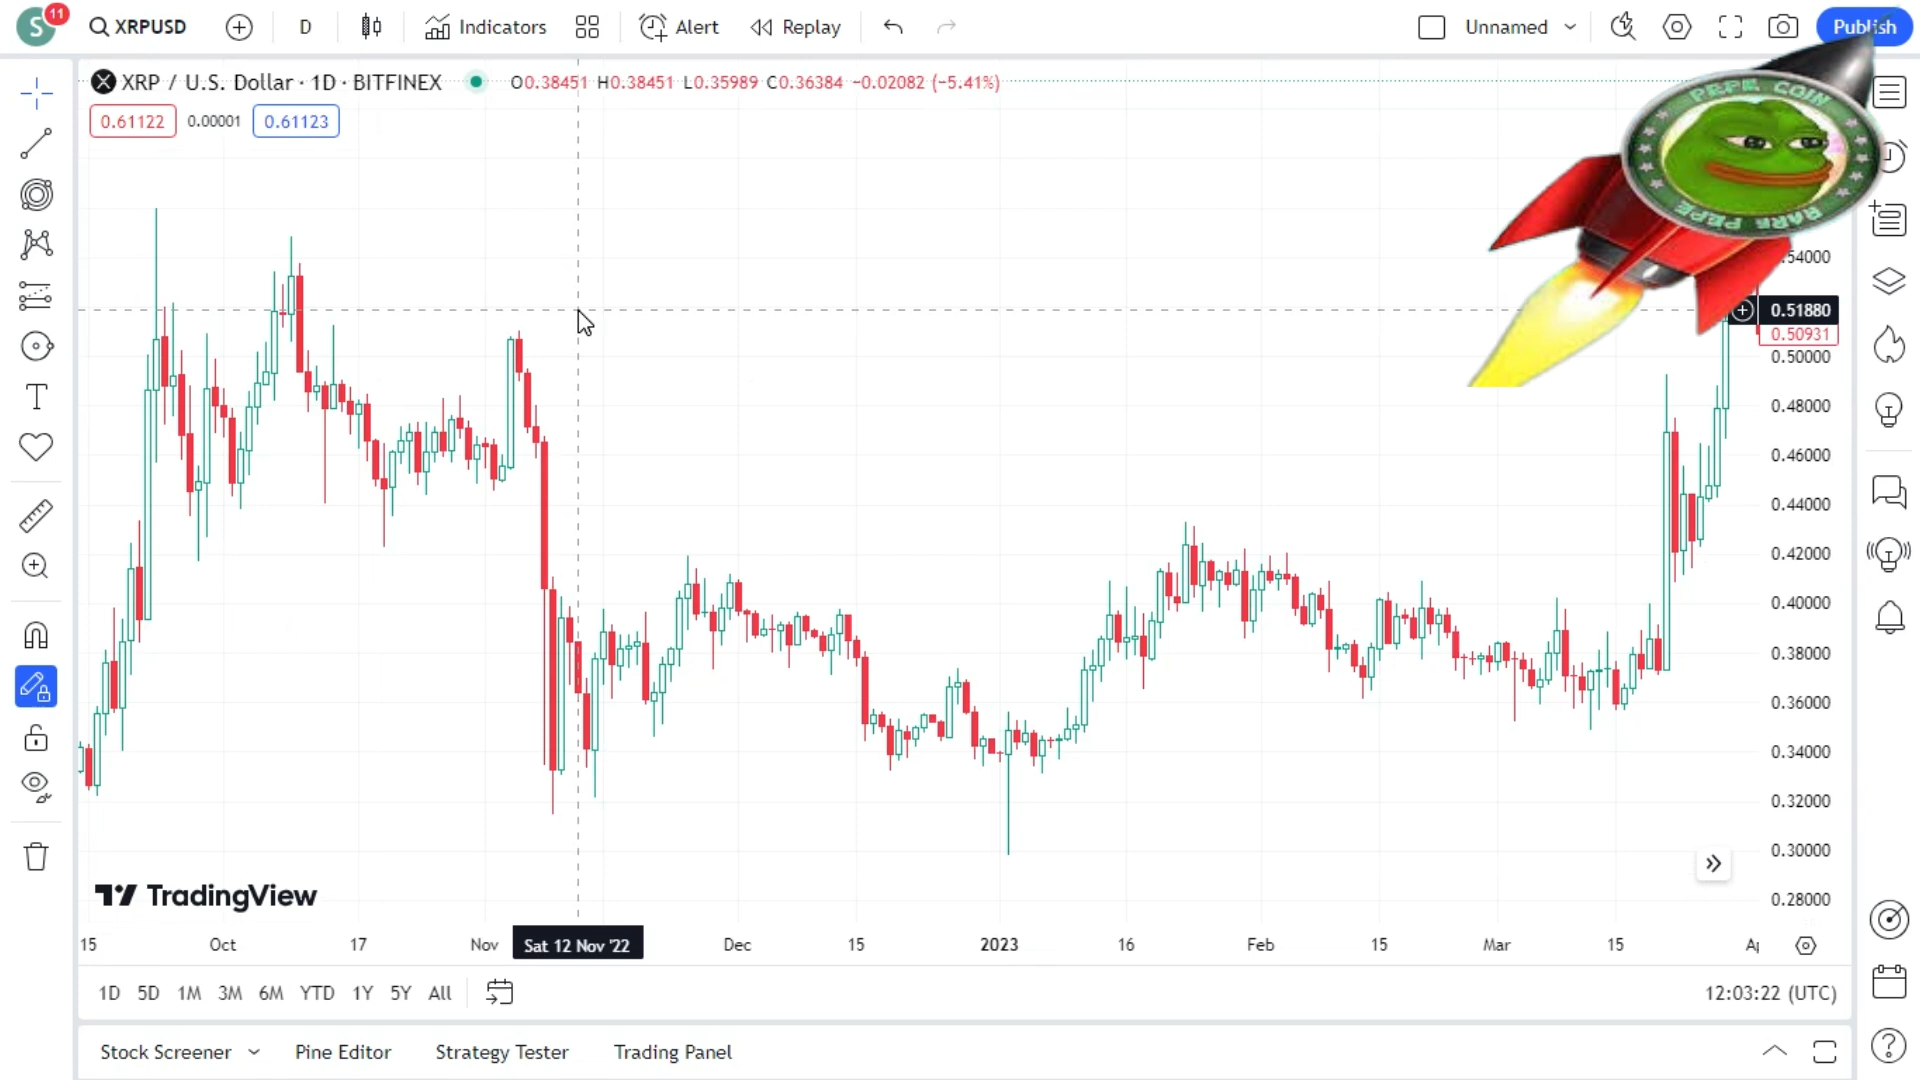 S 11 XRPUSD D Indicators Alert Replay Unnamed Publish
XRP / U.S. Dollar · 1D · BITFINEX O0.38451 H0.38451 L0.35989 C0.36384 −0.02082 (−5.41%)
0.61122 0.00001 0.61123
PEPE COIN
RARE PEPE
54000
0.51880
0.50931
0.50000
0.48000
0.46000
0.44000
0.42000
0.40000
0.38000
0.36000
0.34000
0.32000
0.30000
0.28000
TradingView
15 Oct 17 Nov Sat 12 Nov '22 Dec 15 2023 16 Feb 15 Mar 15
1D 5D 1M 3M 6M YTD 1Y 5Y All 12:03:22 (UTC)
Stock Screener Pine Editor Strategy Tester Trading Panel